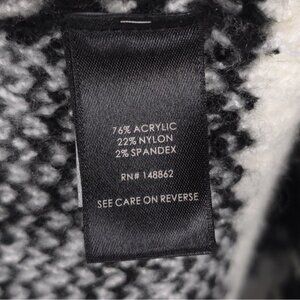 76% ACRYLIC
22% NYLON
2% SPANDEX
RN# 148862
SEE CARE ON REVERSE